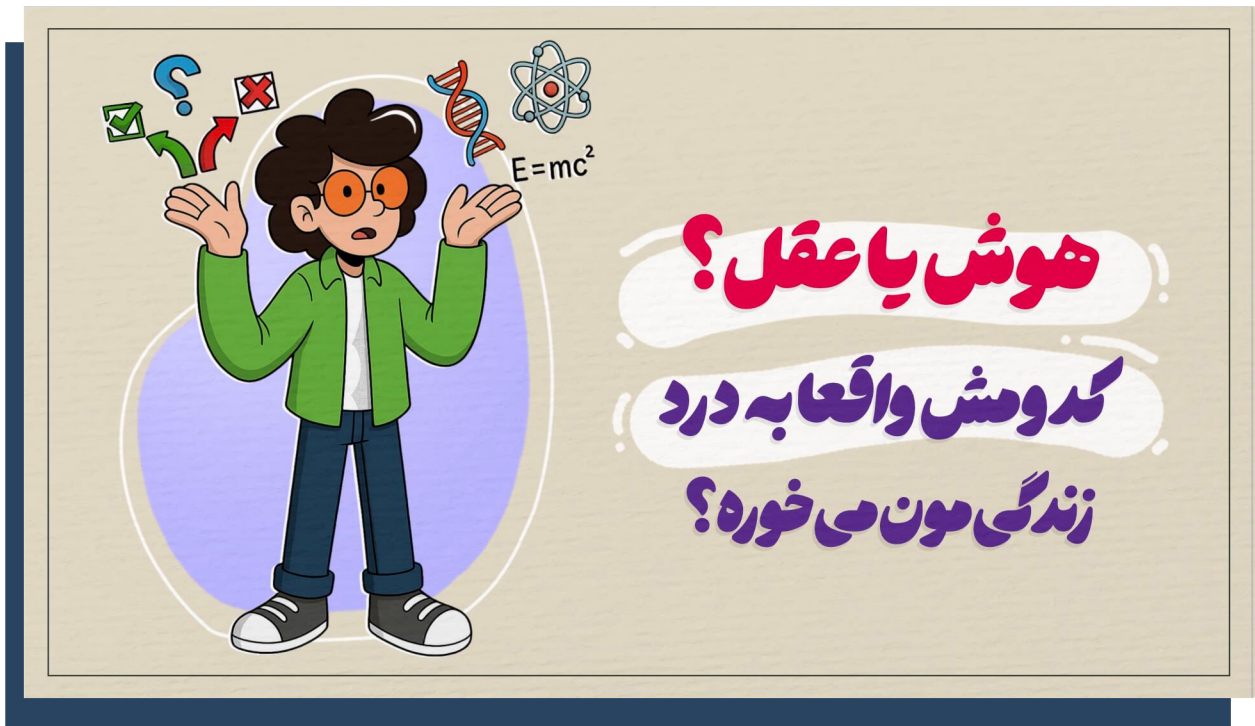 E=mc²
هوش یا عقل؟
کدومش واقعا به درد
زندگی‌مون می‌خوره؟